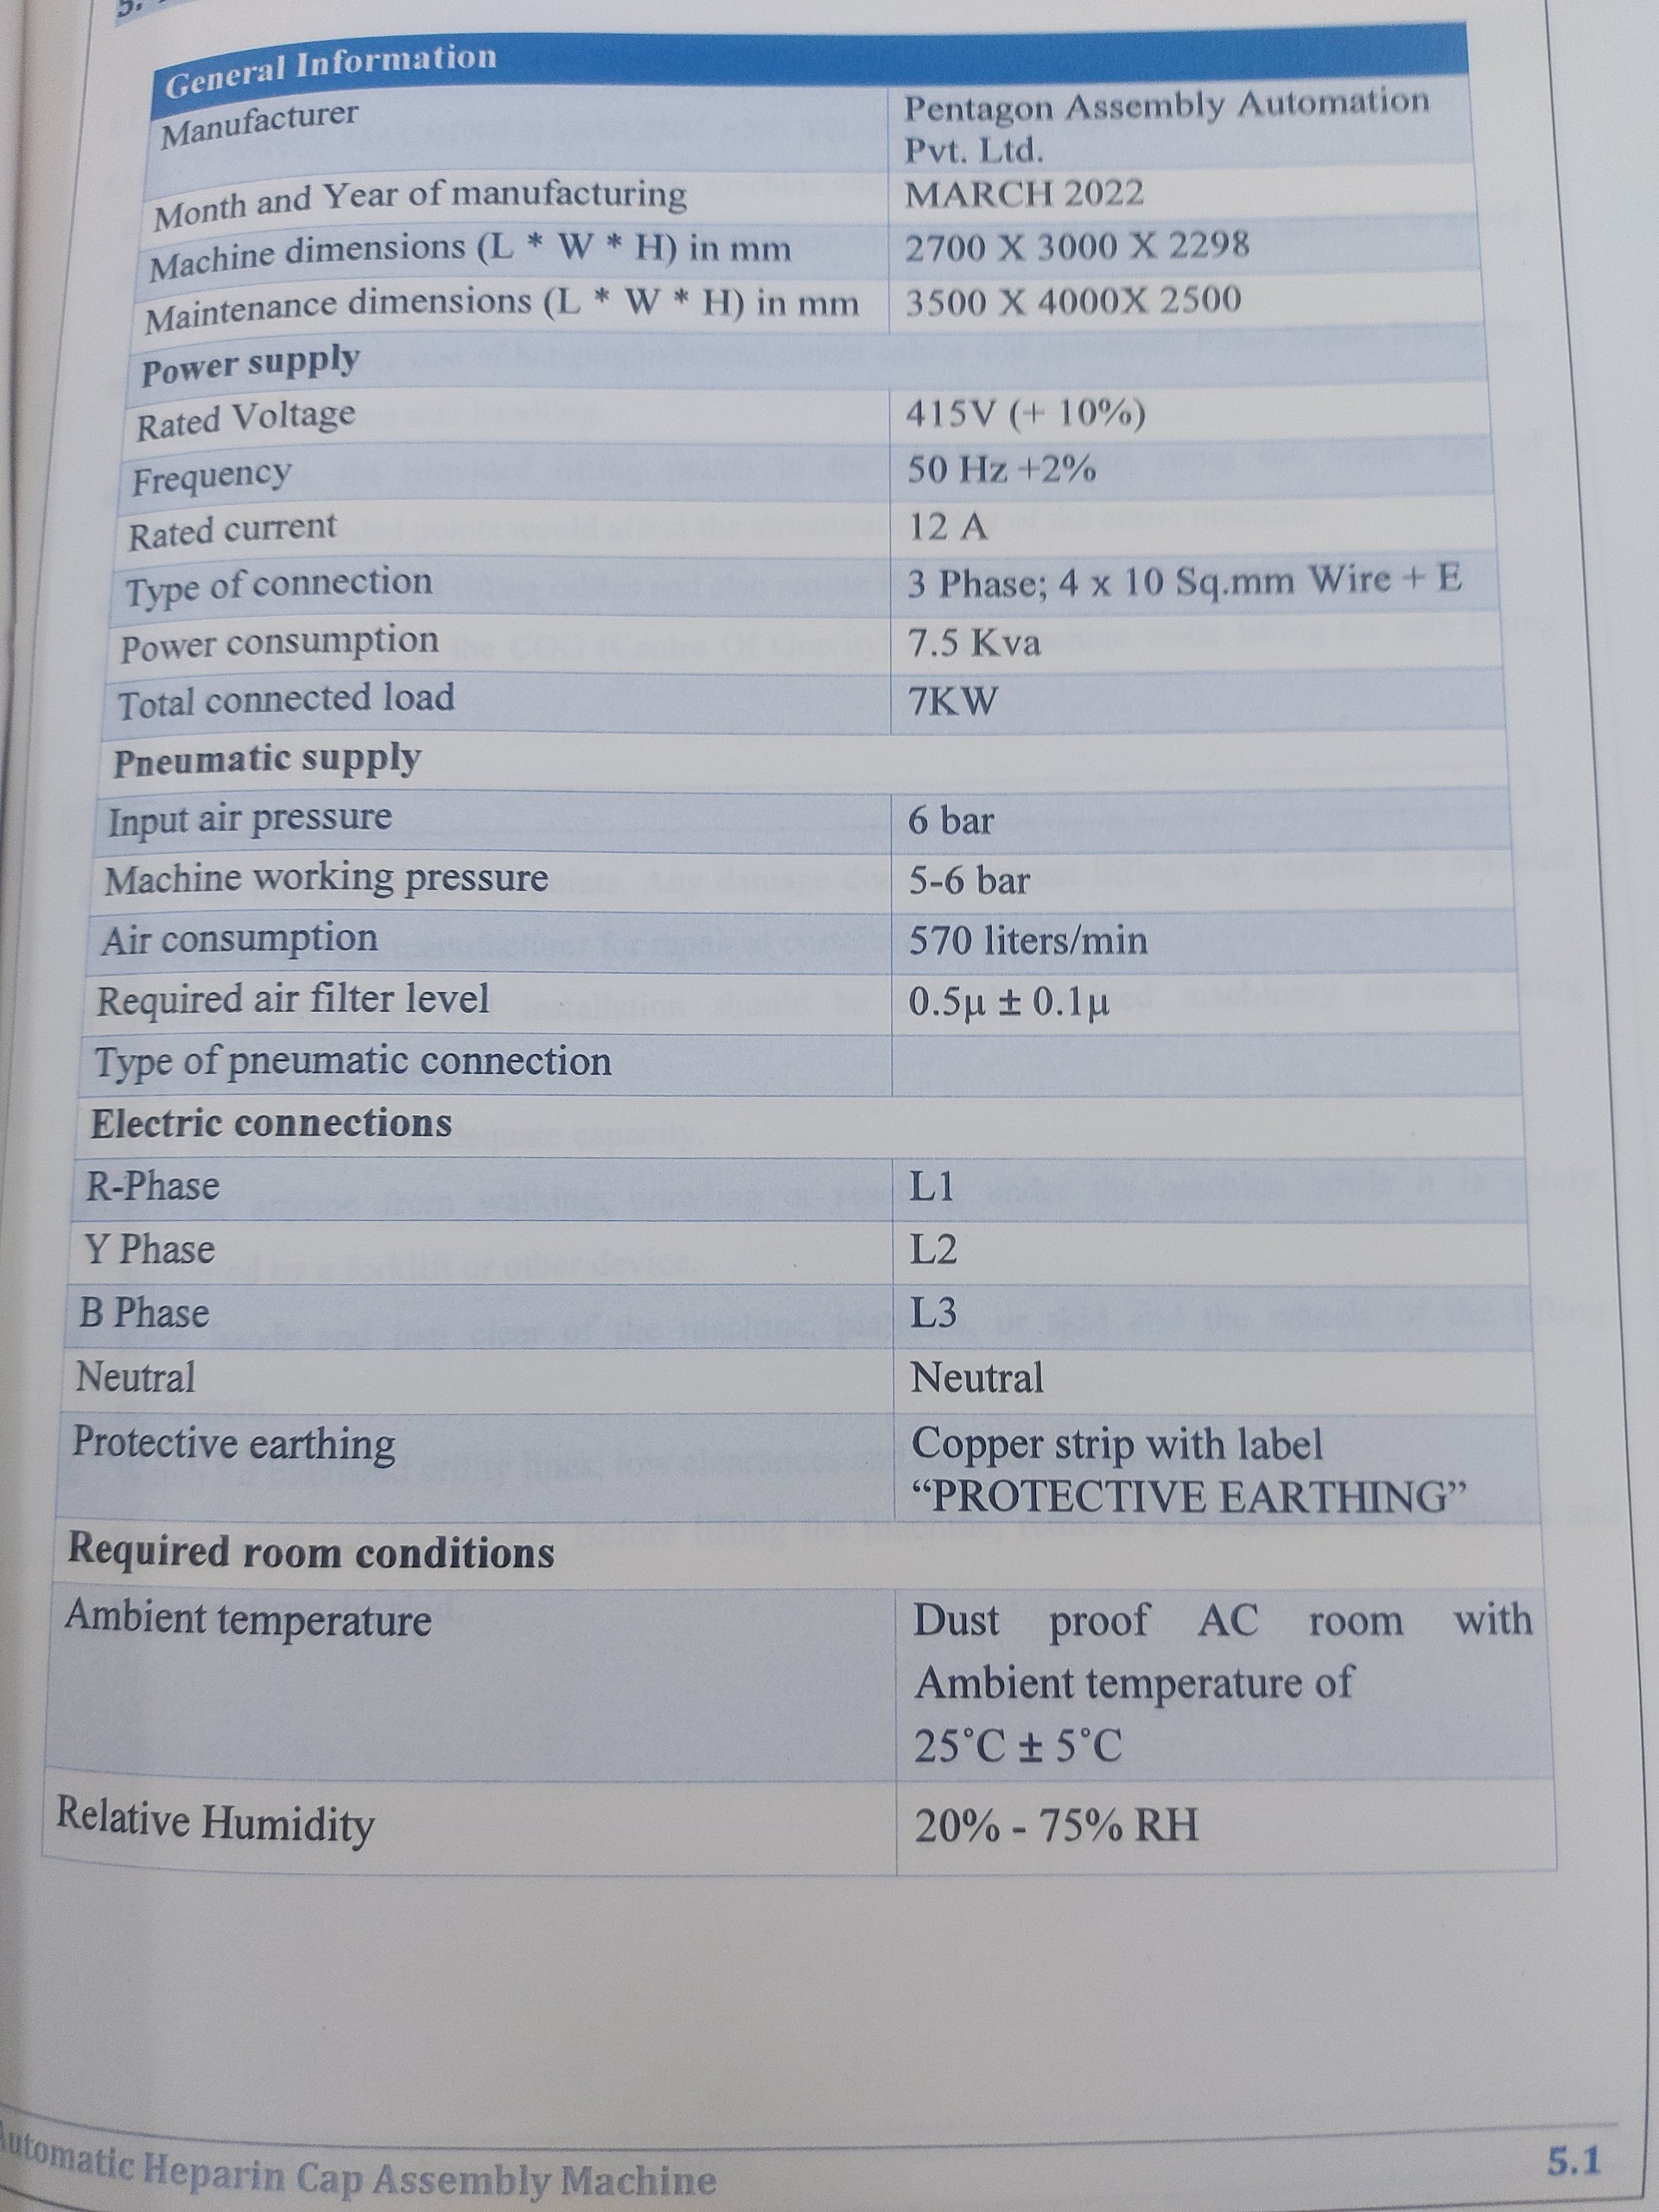 5.
General Information
Manufacturer Pentagon Assembly Automation
Pvt. Ltd.
Month and Year of manufacturing MARCH 2022
Machine dimensions (L * W * H) in mm 2700 X 3000 X 2298
Maintenance dimensions (L * W * H) in mm 3500 X 4000X 2500
Power supply
Rated Voltage 415V (+ 10%)
Frequency 50 Hz +2%
Rated current 12 A
Type of connection 3 Phase; 4 x 10 Sq.mm Wire + E
Power consumption 7.5 Kva
Total connected load 7KW
Pneumatic supply
Input air pressure 6 bar
Machine working pressure 5-6 bar
Air consumption 570 liters/min
Required air filter level 0.5µ ± 0.1µ
Type of pneumatic connection
Electric connections
R-Phase L1
Y Phase L2
B Phase L3
Neutral Neutral
Protective earthing Copper strip with label
“PROTECTIVE EARTHING”
Required room conditions
Ambient temperature Dust proof AC room with
Ambient temperature of
25°C ± 5°C
Relative Humidity 20% - 75% RH
Automatic Heparin Cap Assembly Machine 5.1